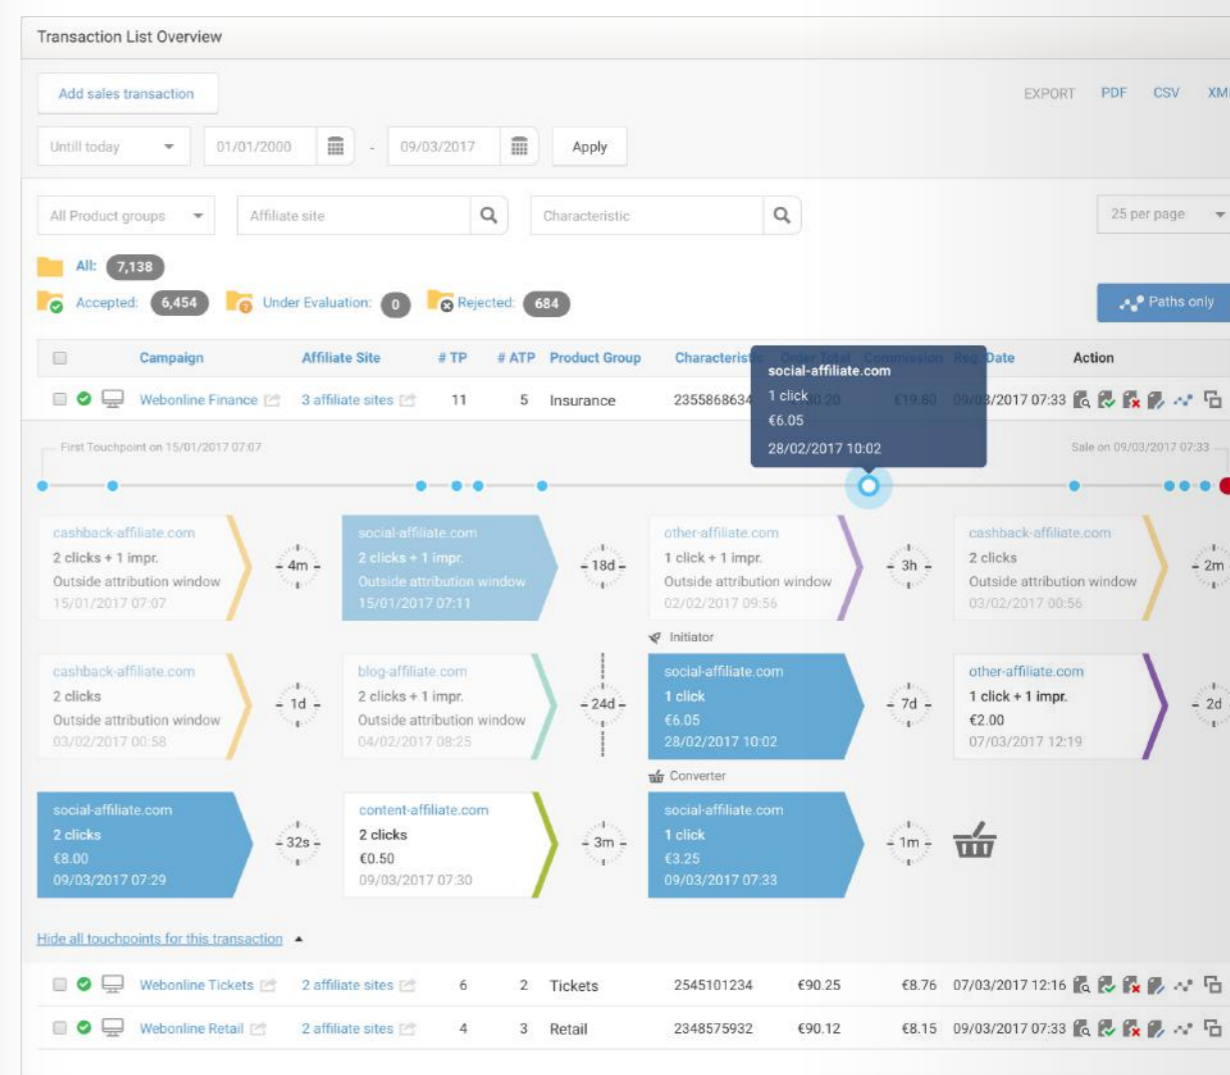 Transaction List Overview
Add sales transaction
EXPORT PDF CSV
Untill today 01/01/2000 - 09/03/2017 Apply
All Product groups Affiliate site Characteristic 25 per page
All: 7,138
Accepted: 6,454 Under Evaluation: 0 Rejected: 684 Paths only
Campaign Affiliate Site # TP # ATP Product Group Characteristic Order Total Commission Reg. Date Action
Webonline Finance 3 affiliate sites 11 5 Insurance 2355868634 €19.80 09/03/2017 07:33
social-affiliate.com
1 click
€6.05
28/02/2017 10:02
First Touchpoint on 15/01/2017 07:07 Sale on 09/03/2017 07:33
cashback-affiliate.com
2 clicks + 1 impr.
Outside attribution window
15/01/2017 07:07
4m
social-affiliate.com
2 clicks + 1 impr.
Outside attribution window
15/01/2017 07:11
18d
other-affiliate.com
1 click + 1 impr.
Outside attribution window
02/02/2017 09:56
3h
cashback-affiliate.com
2 clicks
Outside attribution window
03/02/2017 00:56
2m
cashback-affiliate.com
2 clicks
Outside attribution window
03/02/2017 00:58
1d
blog-affiliate.com
2 clicks + 1 impr.
Outside attribution window
04/02/2017 08:25
24d
Initiator
social-affiliate.com
1 click
€6.05
28/02/2017 10:02
7d
other-affiliate.com
1 click + 1 impr.
€2.00
07/03/2017 12:19
2d
social-affiliate.com
2 clicks
€8.00
09/03/2017 07:29
32s
content-affiliate.com
2 clicks
€0.50
09/03/2017 07:30
3m
Converter
social-affiliate.com
1 click
€3.25
09/03/2017 07:33
1m
Hide all touchpoints for this transaction
Webonline Tickets 2 affiliate sites 6 2 Tickets 2545101234 €90.25 €8.76 07/03/2017 12:16
Webonline Retail 2 affiliate sites 4 3 Retail 2348575932 €90.12 €8.15 09/03/2017 07:33